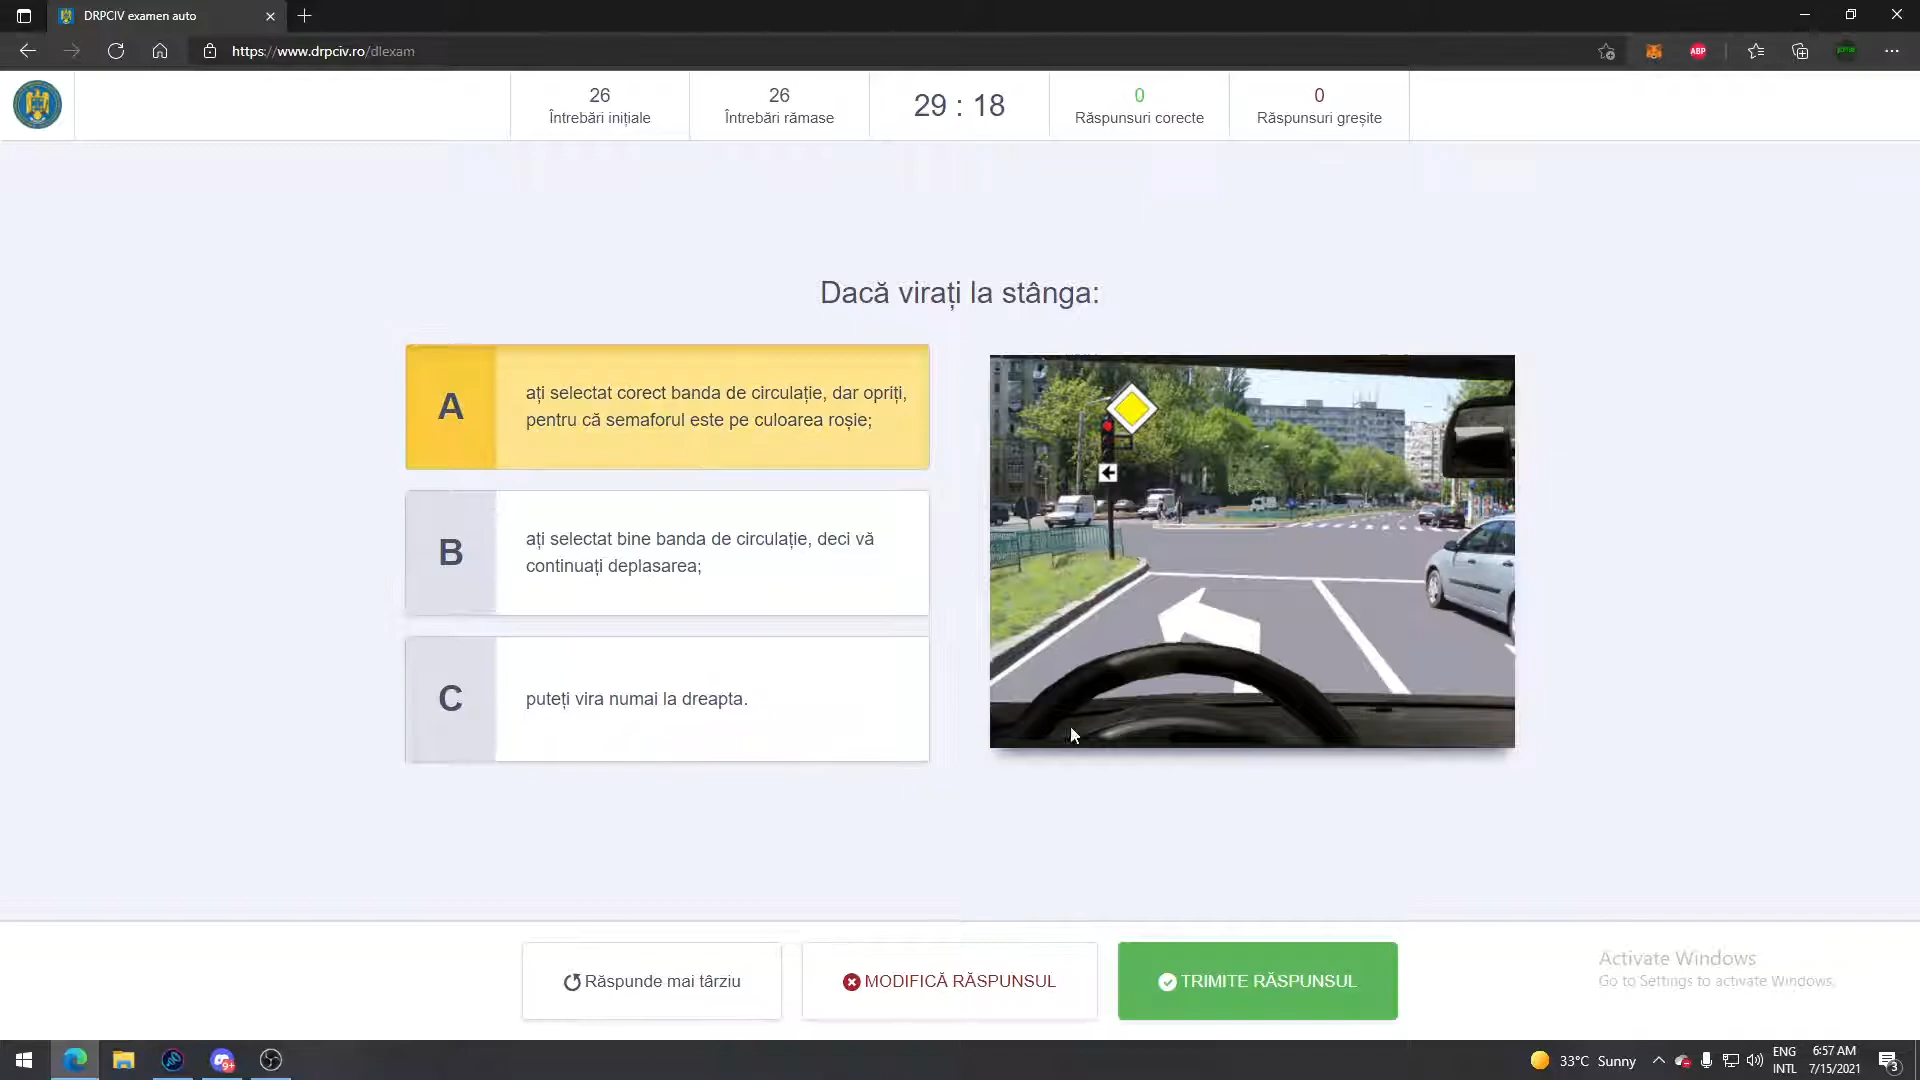 DRPCIV examen auto
https://www.drpciv.ro/dlexam
ABP
26
Întrebări inițiale
26
Întrebări rămase
29 : 18
0
Răspunsuri corecte
0
Răspunsuri greșite
Dacă virați la stânga:
A
ați selectat corect banda de circulație, dar opriți,
pentru că semaforul este pe culoarea roșie;
B
ați selectat bine banda de circulație, deci vă
continuați deplasarea;
C
puteți vira numai la dreapta.
Răspunde mai târziu
MODIFICĂ RĂSPUNSUL
TRIMITE RĂSPUNSUL
Activate Windows
Go to Settings to activate Windows.
9+
33°C Sunny
ENG
INTL
6:57 AM
7/15/2021
3